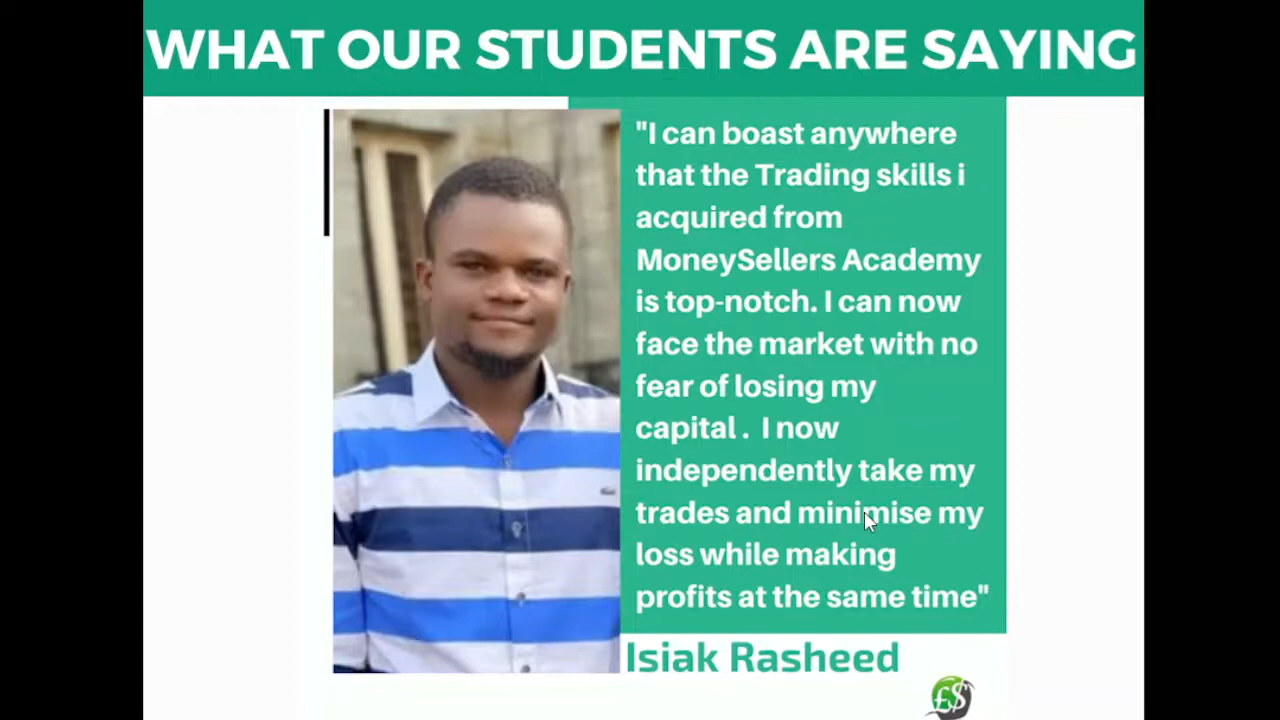 WHAT OUR STUDENTS ARE SAYING
"I can boast anywhere
that the Trading skills i
acquired from
MoneySellers Academy
is top-notch. I can now
face the market with no
fear of losing my
capital . I now
independently take my
trades and minimise my
loss while making
profits at the same time"
Isiak Rasheed
£$